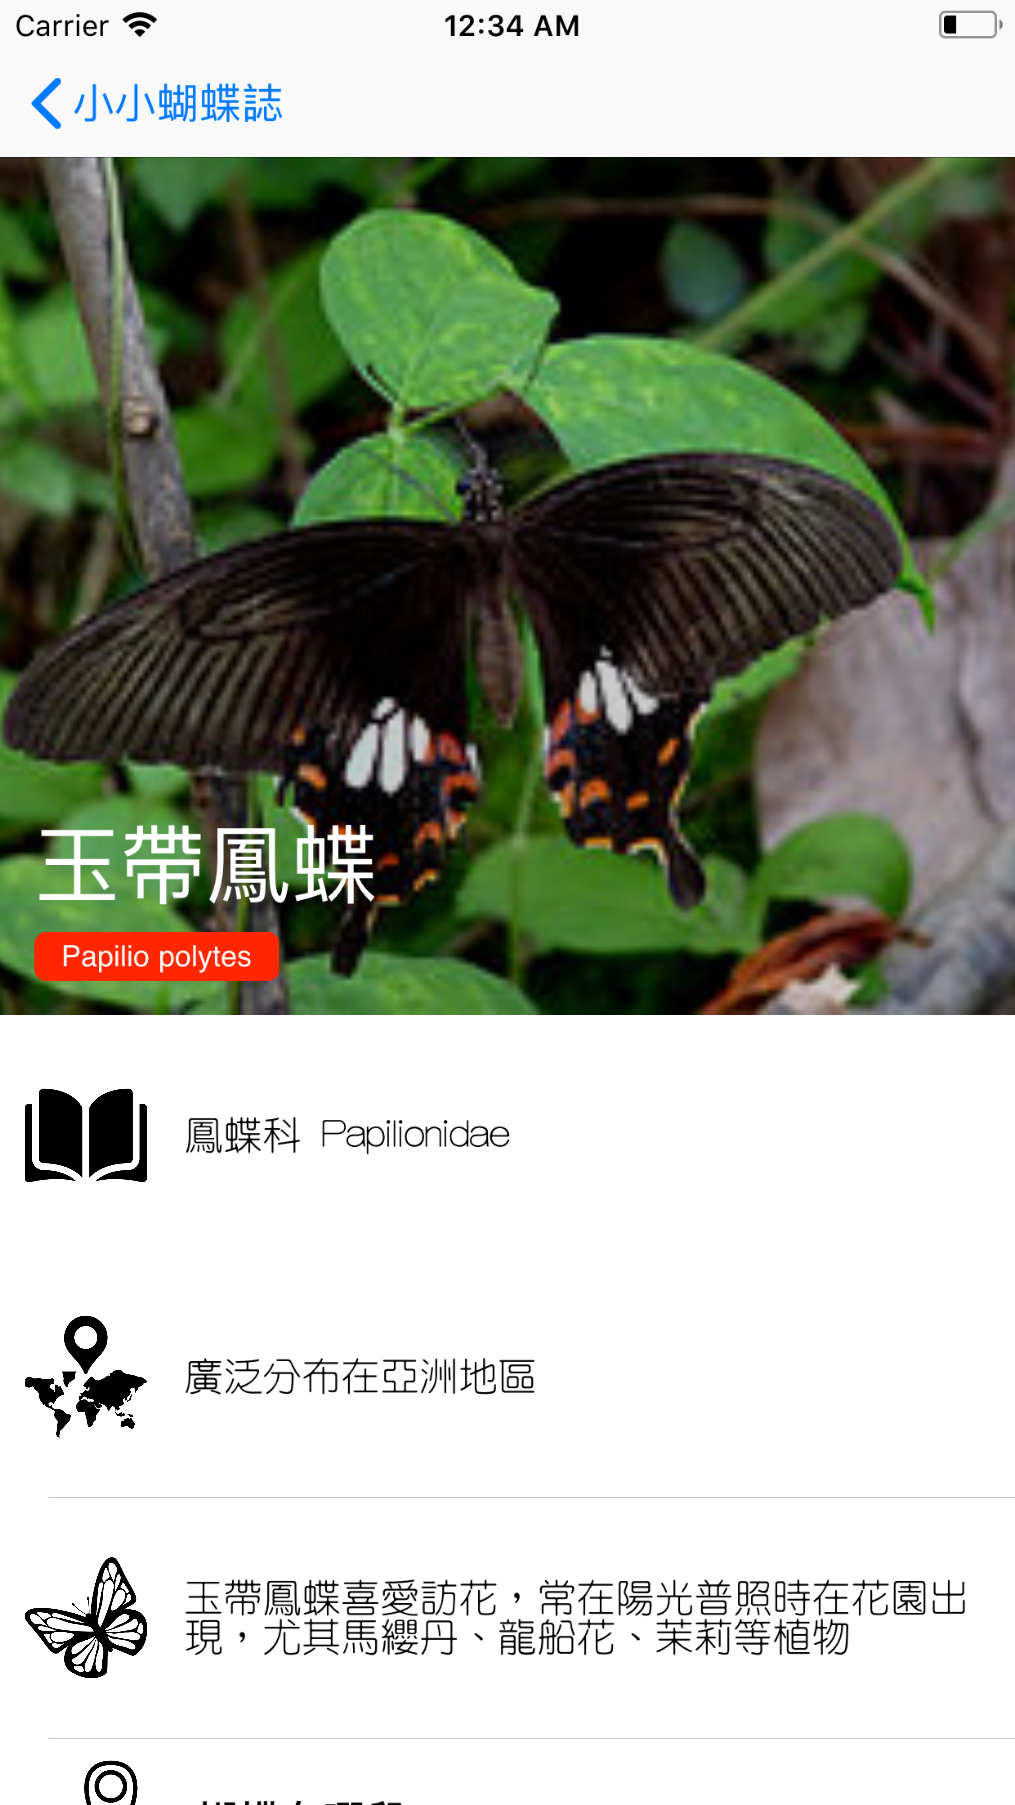 Carrier
12:34 AM
小小蝴蝶誌
玉帶鳳蝶
Papilio polytes
鳳蝶科 Papilionidae
廣泛分布在亞洲地區
玉帶鳳蝶喜愛訪花，常在陽光普照時在花園出
現，尤其馬纓丹、龍船花、茉莉等植物